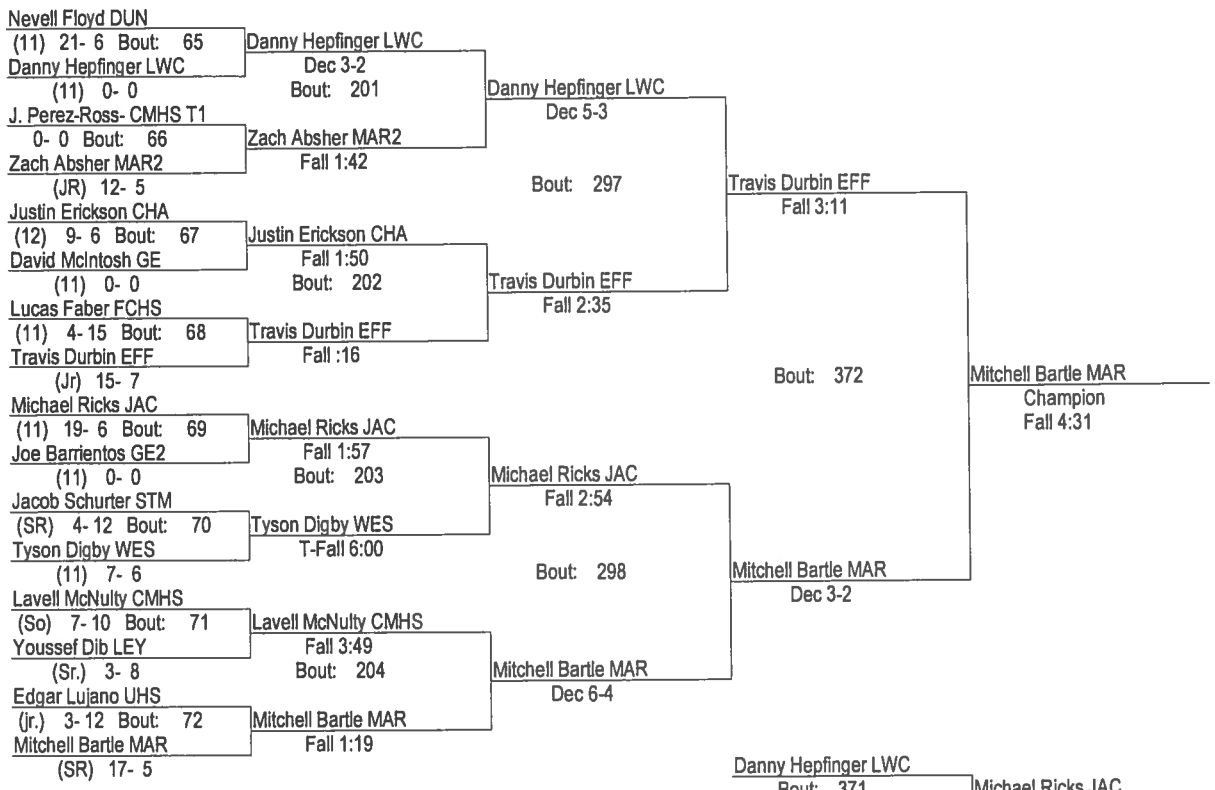 Nevell Floyd DUN
(11) 21- 6 Bout: 65
Danny Hepfinger LWC
Danny Hepfinger LWC
Dec 3-2
(11) 0- 0
Bout: 201
Danny Hepfinger LWC
J. Perez-Ross- CMHS T1
Dec 5-3
0- 0 Bout: 66
Zach Absher MAR2
Zach Absher MAR2
Fall 1:42
(JR) 12- 5
Bout: 297
Travis Durbin EFF
Justin Erickson CHA
Fall 3:11
(12) 9- 6 Bout: 67
Justin Erickson CHA
David McIntosh GE
Fall 1:50
(11) 0- 0
Bout: 202
Travis Durbin EFF
Lucas Faber FCHS
Fall 2:35
(11) 4- 15 Bout: 68
Travis Durbin EFF
Travis Durbin EFF
Fall :16
(Jr) 15- 7
Bout: 372
Mitchell Bartle MAR
Michael Ricks JAC
Champion
(11) 19- 6 Bout: 69
Michael Ricks JAC
Fall 4:31
Joe Barrientos GE2
Fall 1:57
(11) 0- 0
Bout: 203
Michael Ricks JAC
Jacob Schurter STM
Fall 2:54
(SR) 4- 12 Bout: 70
Tyson Digby WES
Tyson Digby WES
T-Fall 6:00
(11) 7- 6
Bout: 298
Mitchell Bartle MAR
Lavell McNulty CMHS
Dec 3-2
(So) 7- 10 Bout: 71
Lavell McNulty CMHS
Youssef Dib LEY
Fall 3:49
(Sr.) 3- 8
Bout: 204
Mitchell Bartle MAR
Edgar Lujano UHS
Dec 6-4
(jr.) 3- 12 Bout: 72
Mitchell Bartle MAR
Mitchell Bartle MAR
Fall 1:19
(SR) 17- 5
Danny Hepfinger LWC
Bout: 371
Michael Ricks JAC